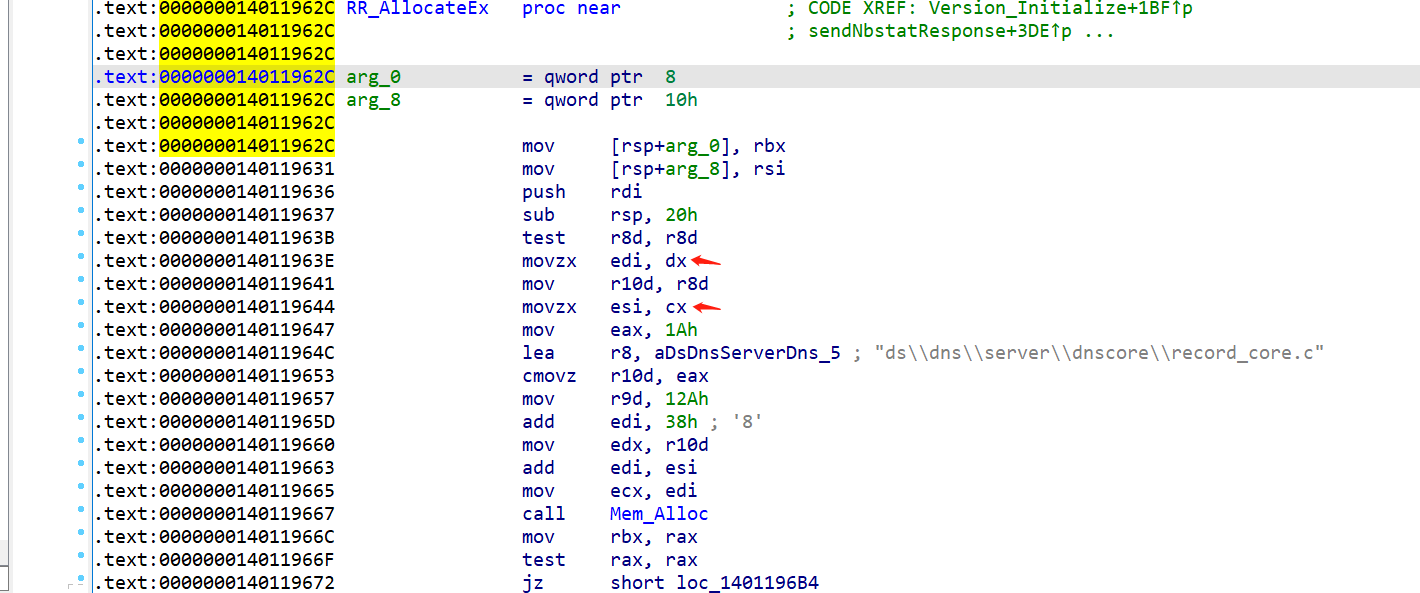 .text:000000014011962C RR_AllocateEx proc near ; CODE XREF: Version_Initialize+1BF↑p
.text:000000014011962C ; sendNbstatResponse+3DE↑p ...
.text:000000014011962C
.text:000000014011962C arg_0 = qword ptr 8
.text:000000014011962C arg_8 = qword ptr 10h
.text:000000014011962C
.text:000000014011962C mov [rsp+arg_0], rbx
.text:0000000140119631 mov [rsp+arg_8], rsi
.text:0000000140119636 push rdi
.text:0000000140119637 sub rsp, 20h
.text:000000014011963B test r8d, r8d
.text:000000014011963E movzx edi, dx
.text:0000000140119641 mov r10d, r8d
.text:0000000140119644 movzx esi, cx
.text:0000000140119647 mov eax, 1Ah
.text:000000014011964C lea r8, aDsDnsServerDns_5 ; "ds\\dns\\server\\dnscore\\record_core.c"
.text:0000000140119653 cmovz r10d, eax
.text:0000000140119657 mov r9d, 12Ah
.text:000000014011965D add edi, 38h ; '8'
.text:0000000140119660 mov edx, r10d
.text:0000000140119663 add edi, esi
.text:0000000140119665 mov ecx, edi
.text:0000000140119667 call Mem_Alloc
.text:000000014011966C mov rbx, rax
.text:000000014011966F test rax, rax
.text:0000000140119672 jz short loc_1401196B4